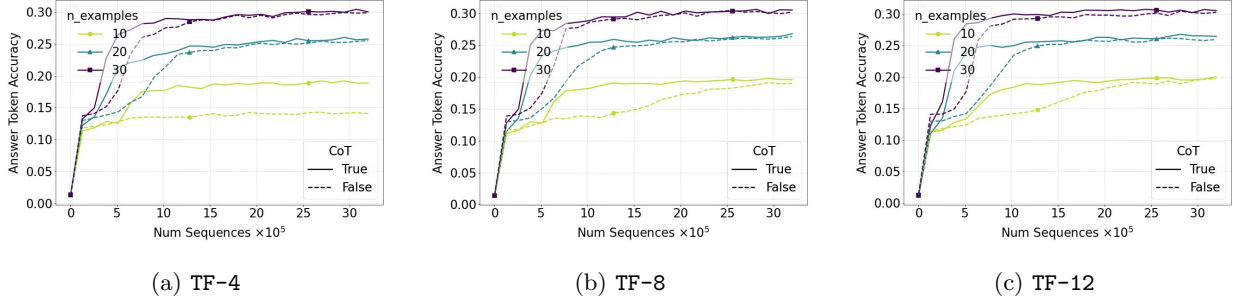 Answer Token Accuracy
0.30
0.25
0.20
0.15
0.10
0.05
0.00
n_examples
10
20
30
CoT
True
False
0 5 10 15 20 25 30
Num Sequences ×10⁵
(a) TF-4
Answer Token Accuracy
0.30
0.25
0.20
0.15
0.10
0.05
0.00
n_examples
10
20
30
CoT
True
False
0 5 10 15 20 25 30
Num Sequences ×10⁵
(b) TF-8
Answer Token Accuracy
0.30
0.25
0.20
0.15
0.10
0.05
0.00
n_examples
10
20
30
CoT
True
False
0 5 10 15 20 25 30
Num Sequences ×10⁵
(c) TF-12